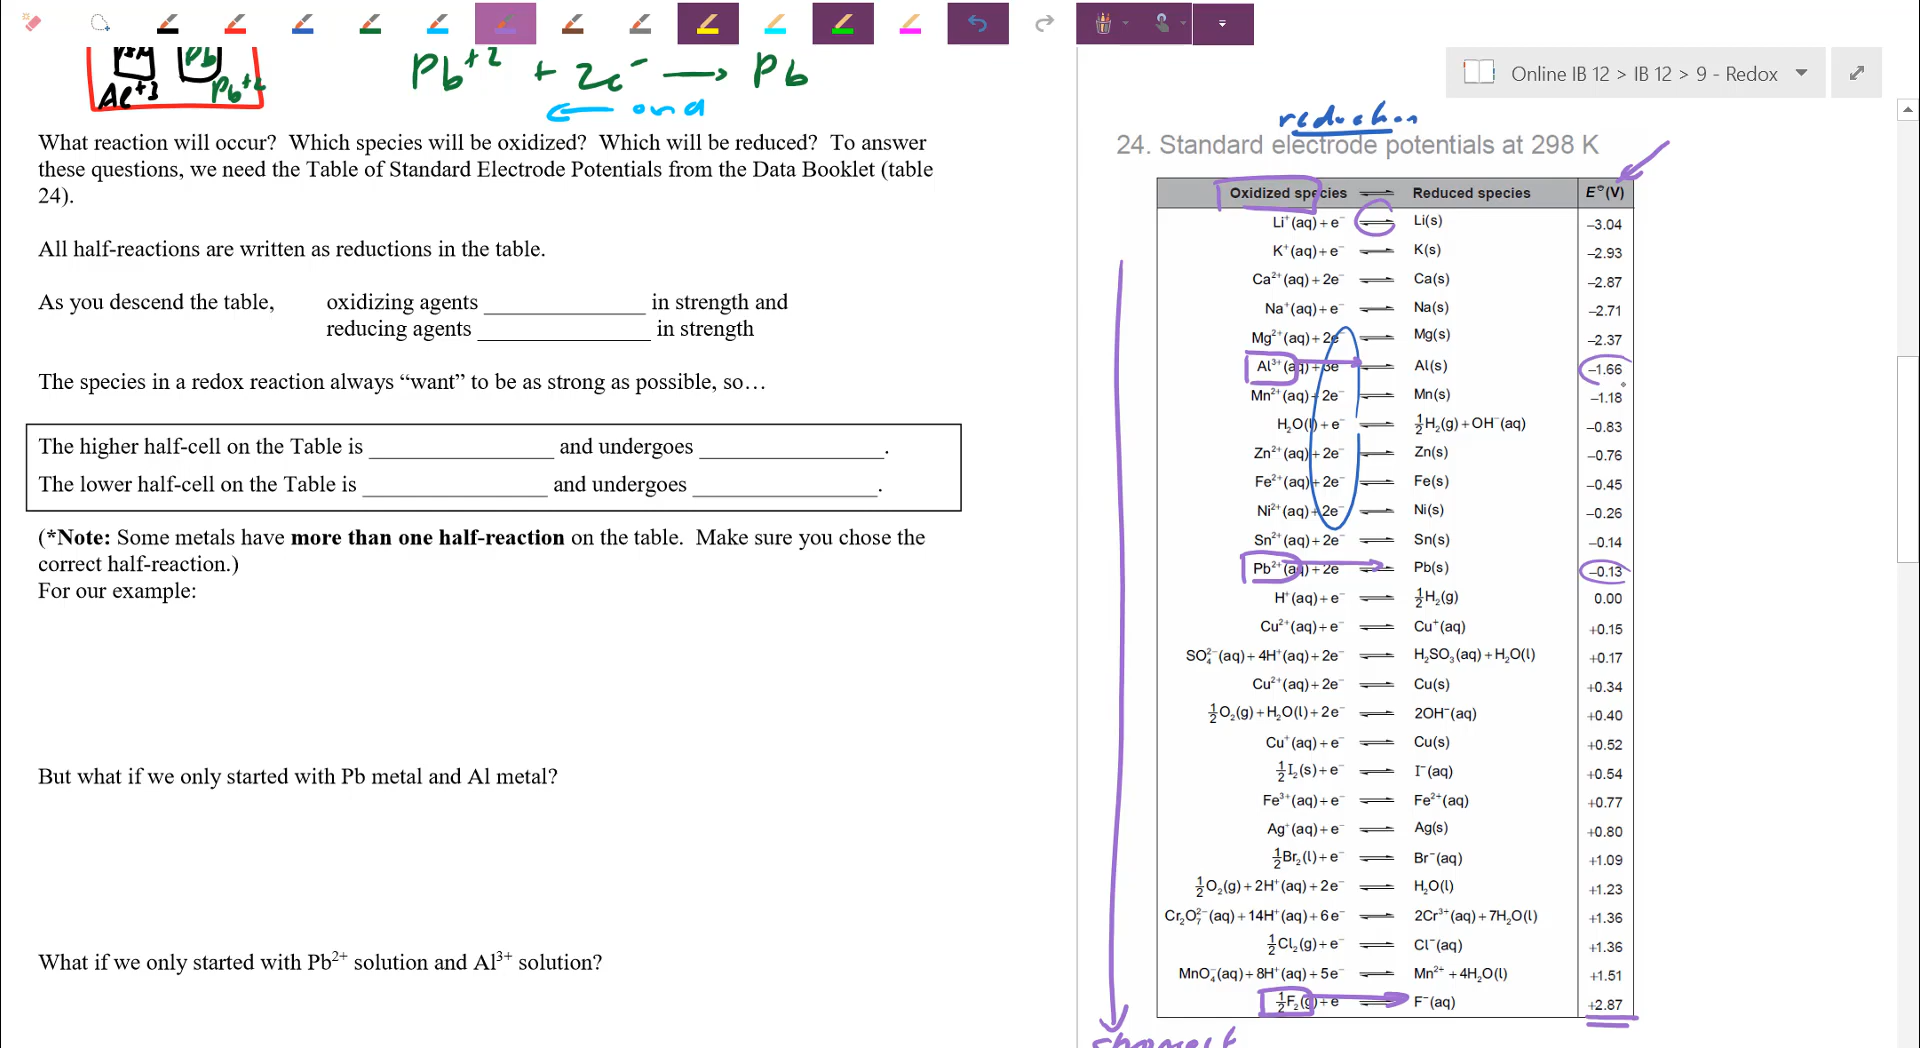 Al+3
Pb
Pb+2
Pb+2 + 2e- → Pb
What reaction will occur? Which species will be oxidized? Which will be reduced? To answer
these questions, we need the Table of Standard Electrode Potentials from the Data Booklet (table
24).
All half-reactions are written as reductions in the table.
As you descend the table, oxidizing agents _______________ in strength and
reducing agents ________________ in strength
The species in a redox reaction always “want” to be as strong as possible, so…
The higher half-cell on the Table is _________________ and undergoes _________________.
The lower half-cell on the Table is _________________ and undergoes _________________.
(*Note: Some metals have more than one half-reaction on the table. Make sure you chose the
correct half-reaction.)
For our example:
But what if we only started with Pb metal and Al metal?
What if we only started with Pb²⁺ solution and Al³⁺ solution?
Online IB 12 > IB 12 > 9 - Redox
reduction
24. Standard electrode potentials at 298 K
Oxidized species ⇌ Reduced species E⊖(V)
Li⁺(aq) + e⁻ ⇌ Li(s) –3.04
K⁺(aq) + e⁻ ⇌ K(s) –2.93
Ca²⁺(aq) + 2e⁻ ⇌ Ca(s) –2.87
Na⁺(aq) + e⁻ ⇌ Na(s) –2.71
Mg²⁺(aq) + 2e⁻ ⇌ Mg(s) –2.37
Al³⁺(aq) + 3e⁻ ⇌ Al(s) –1.66
Mn²⁺(aq) + 2e⁻ ⇌ Mn(s) –1.18
H₂O(l) + e⁻ ⇌ ½H₂(g) + OH⁻(aq) –0.83
Zn²⁺(aq) + 2e⁻ ⇌ Zn(s) –0.76
Fe²⁺(aq) + 2e⁻ ⇌ Fe(s) –0.45
Ni²⁺(aq) + 2e⁻ ⇌ Ni(s) –0.26
Sn²⁺(aq) + 2e⁻ ⇌ Sn(s) –0.14
Pb²⁺(aq) + 2e⁻ ⇌ Pb(s) –0.13
H⁺(aq) + e⁻ ⇌ ½H₂(g) 0.00
Cu²⁺(aq) + e⁻ ⇌ Cu⁺(aq) +0.15
SO₄²⁻(aq) + 4H⁺(aq) + 2e⁻ ⇌ H₂SO₃(aq) + H₂O(l) +0.17
Cu²⁺(aq) + 2e⁻ ⇌ Cu(s) +0.34
½O₂(g) + H₂O(l) + 2e⁻ ⇌ 2OH⁻(aq) +0.40
Cu⁺(aq) + e⁻ ⇌ Cu(s) +0.52
½I₂(s) + e⁻ ⇌ I⁻(aq) +0.54
Fe³⁺(aq) + e⁻ ⇌ Fe²⁺(aq) +0.77
Ag⁺(aq) + e⁻ ⇌ Ag(s) +0.80
½Br₂(l) + e⁻ ⇌ Br⁻(aq) +1.09
½O₂(g) + 2H⁺(aq) + 2e⁻ ⇌ H₂O(l) +1.23
Cr₂O₇²⁻(aq) + 14H⁺(aq) + 6e⁻ ⇌ 2Cr³⁺(aq) + 7H₂O(l) +1.36
½Cl₂(g) + e⁻ ⇌ Cl⁻(aq) +1.36
MnO₄⁻(aq) + 8H⁺(aq) + 5e⁻ ⇌ Mn²⁺ + 4H₂O(l) +1.51
½F₂(g) + e⁻ ⇌ F⁻(aq) +2.87